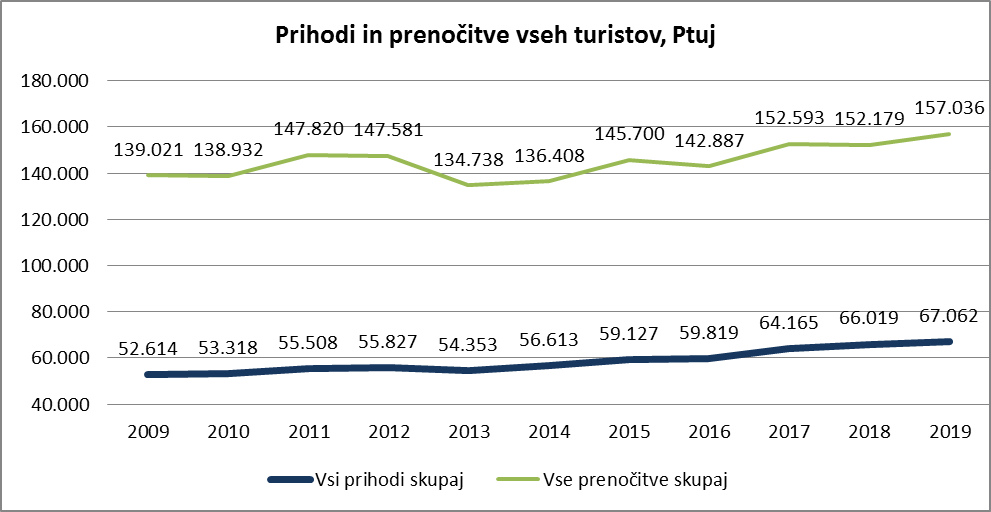 Prihodi in prenočitve vseh turistov, Ptuj
180.000
160.000
140.000
120.000
100.000
80.000
60.000
40.000
139.021 138.932 147.820 147.581 134.738 136.408 145.700 142.887 152.593 152.179 157.036
52.614 53.318 55.508 55.827 54.353 56.613 59.127 59.819 64.165 66.019 67.062
2009 2010 2011 2012 2013 2014 2015 2016 2017 2018 2019
Vsi prihodi skupaj Vse prenočitve skupaj